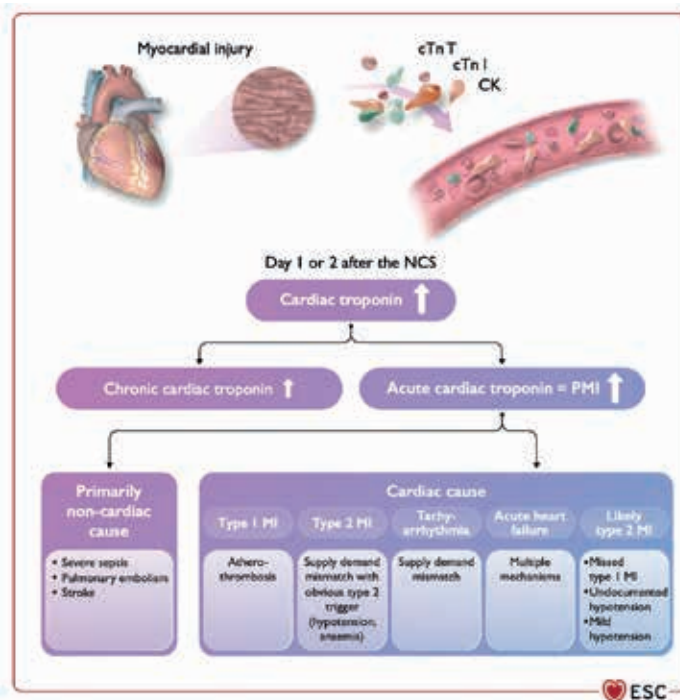 Myocardial injury
cTn T
cTn I
CK
Day 1 or 2 after the NCS
Cardiac troponin
Chronic cardiac troponin
Acute cardiac troponin = PMI
Primarily
non-cardiac
cause
• Severe sepsis
• Pulmonary embolism
• Stroke
Cardiac cause
Type 1 MI
Athero-
thrombosis
Type 2 MI
Supply demand
mismatch with
obvious type 2
trigger
(hypotension,
anaemia)
Tachy-
arrhythmia
Supply demand
mismatch
Acute heart
failure
Multiple
mechanisms
Likely
type 2 MI
•Missed
type 1 MI
•Undocumented
hypotension
•Mild
hypotension
ESC